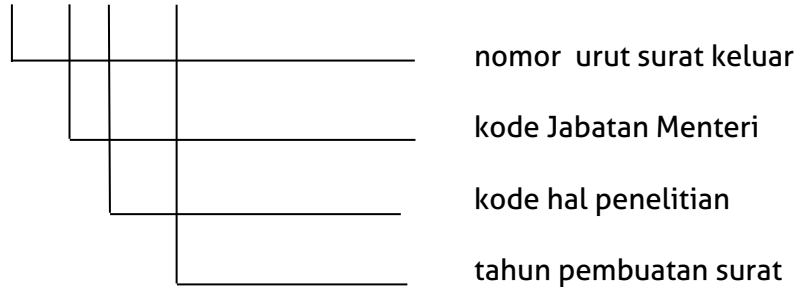 nomor urut surat keluar
kode Jabatan Menteri
kode hal penelitian
tahun pembuatan surat